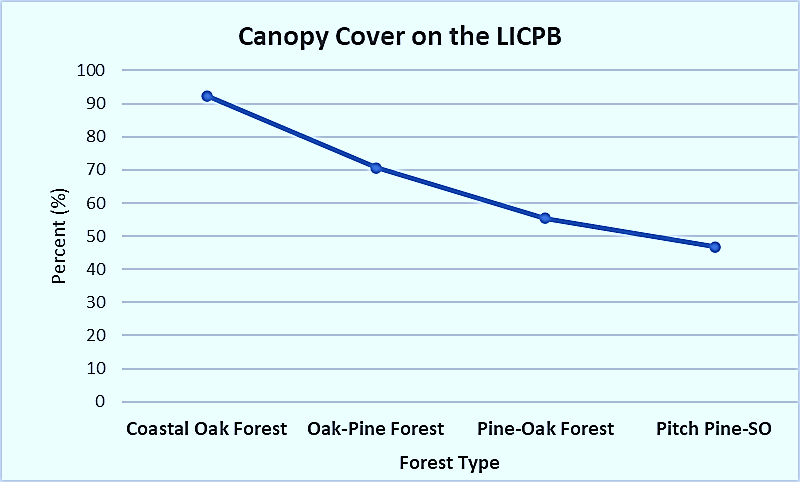 Canopy Cover on the LICPB
100
90
80
70
60
50
40
30
20
10
0
Percent (%)
Coastal Oak Forest Oak-Pine Forest Pine-Oak Forest Pitch Pine-SO
Forest Type